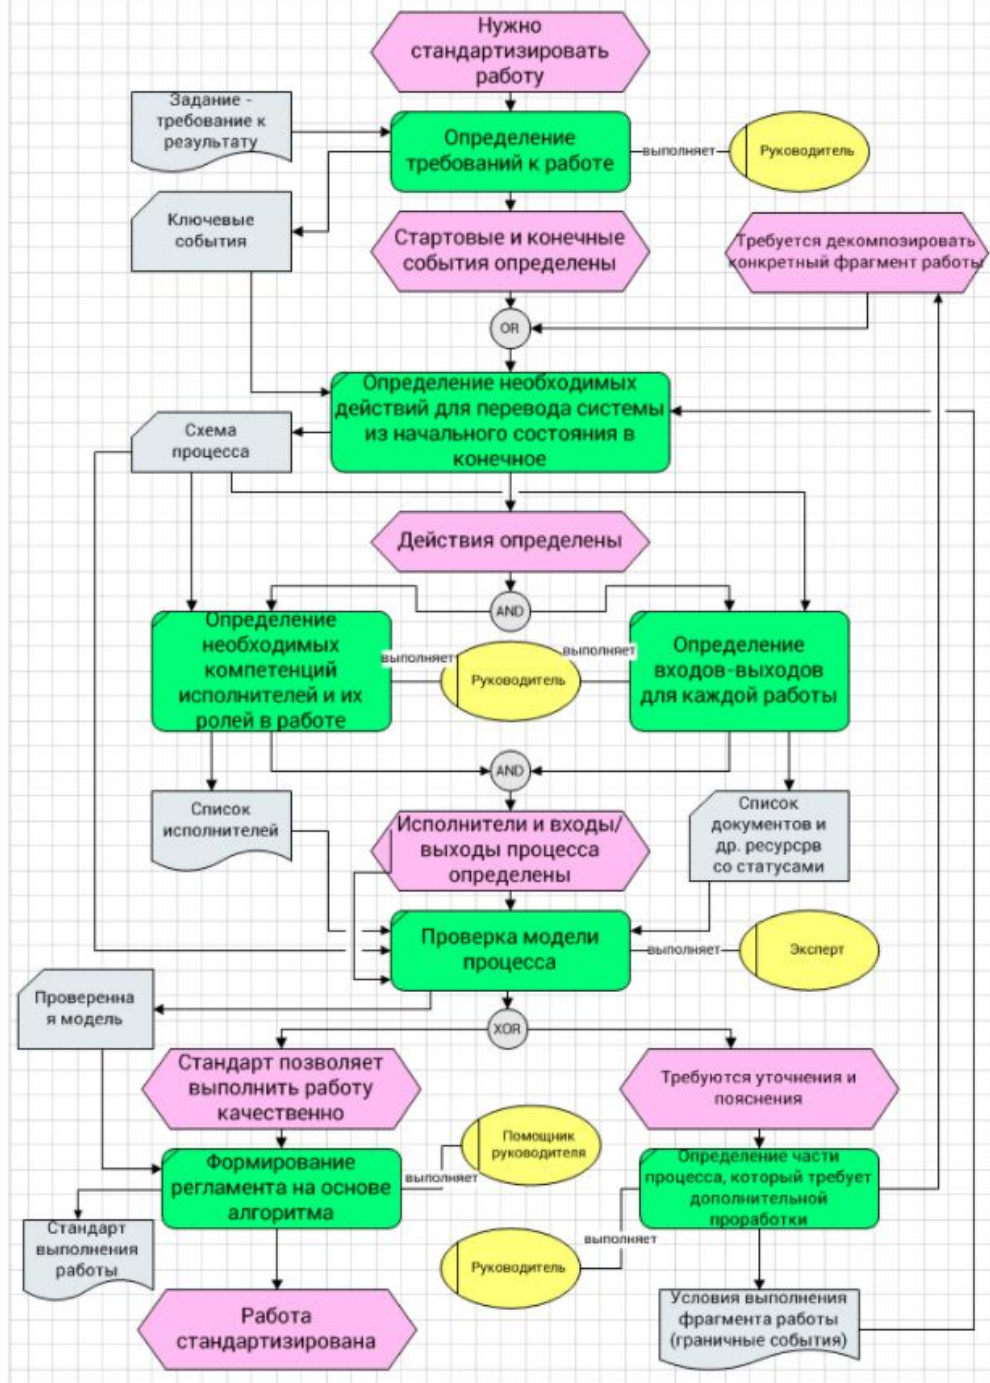 Нужно
стандартизировать
работу
Задание -
требование к
результату
Определение
требований к работе
выполняет
Руководитель
Ключевые
события
Стартовые и конечные
события определены
Требуется декомпозировать
конкретный фрагмент работы
OR
Определение необходимых
действий для перевода системы
из начального состояния в
конечное
Схема
процесса
Действия определены
AND
Определение
необходимых
компетенций
исполнителей и их
ролей в работе
выполняет
Руководитель
выполняет
Определение
входов-выходов
для каждой работы
AND
Список
исполнителей
Исполнители и входы/
выходы процесса
определены
Список
документов и
др. ресурсрв
со статусами
Проверка модели
процесса
выполняет
Эксперт
Проверенна
я модель
XOR
Стандарт позволяет
выполнить работу
качественно
Требуются уточнения и
пояснения
Помощник
руководителя
выполняет
Формирование
регламента на основе
алгоритма
Определение части
процесса, который требует
дополнительной
проработки
Стандарт
выполнения
работы
выполняет
Руководитель
Работа
стандартизирована
Условия выполнения
фрагмента работы
(граничные события)